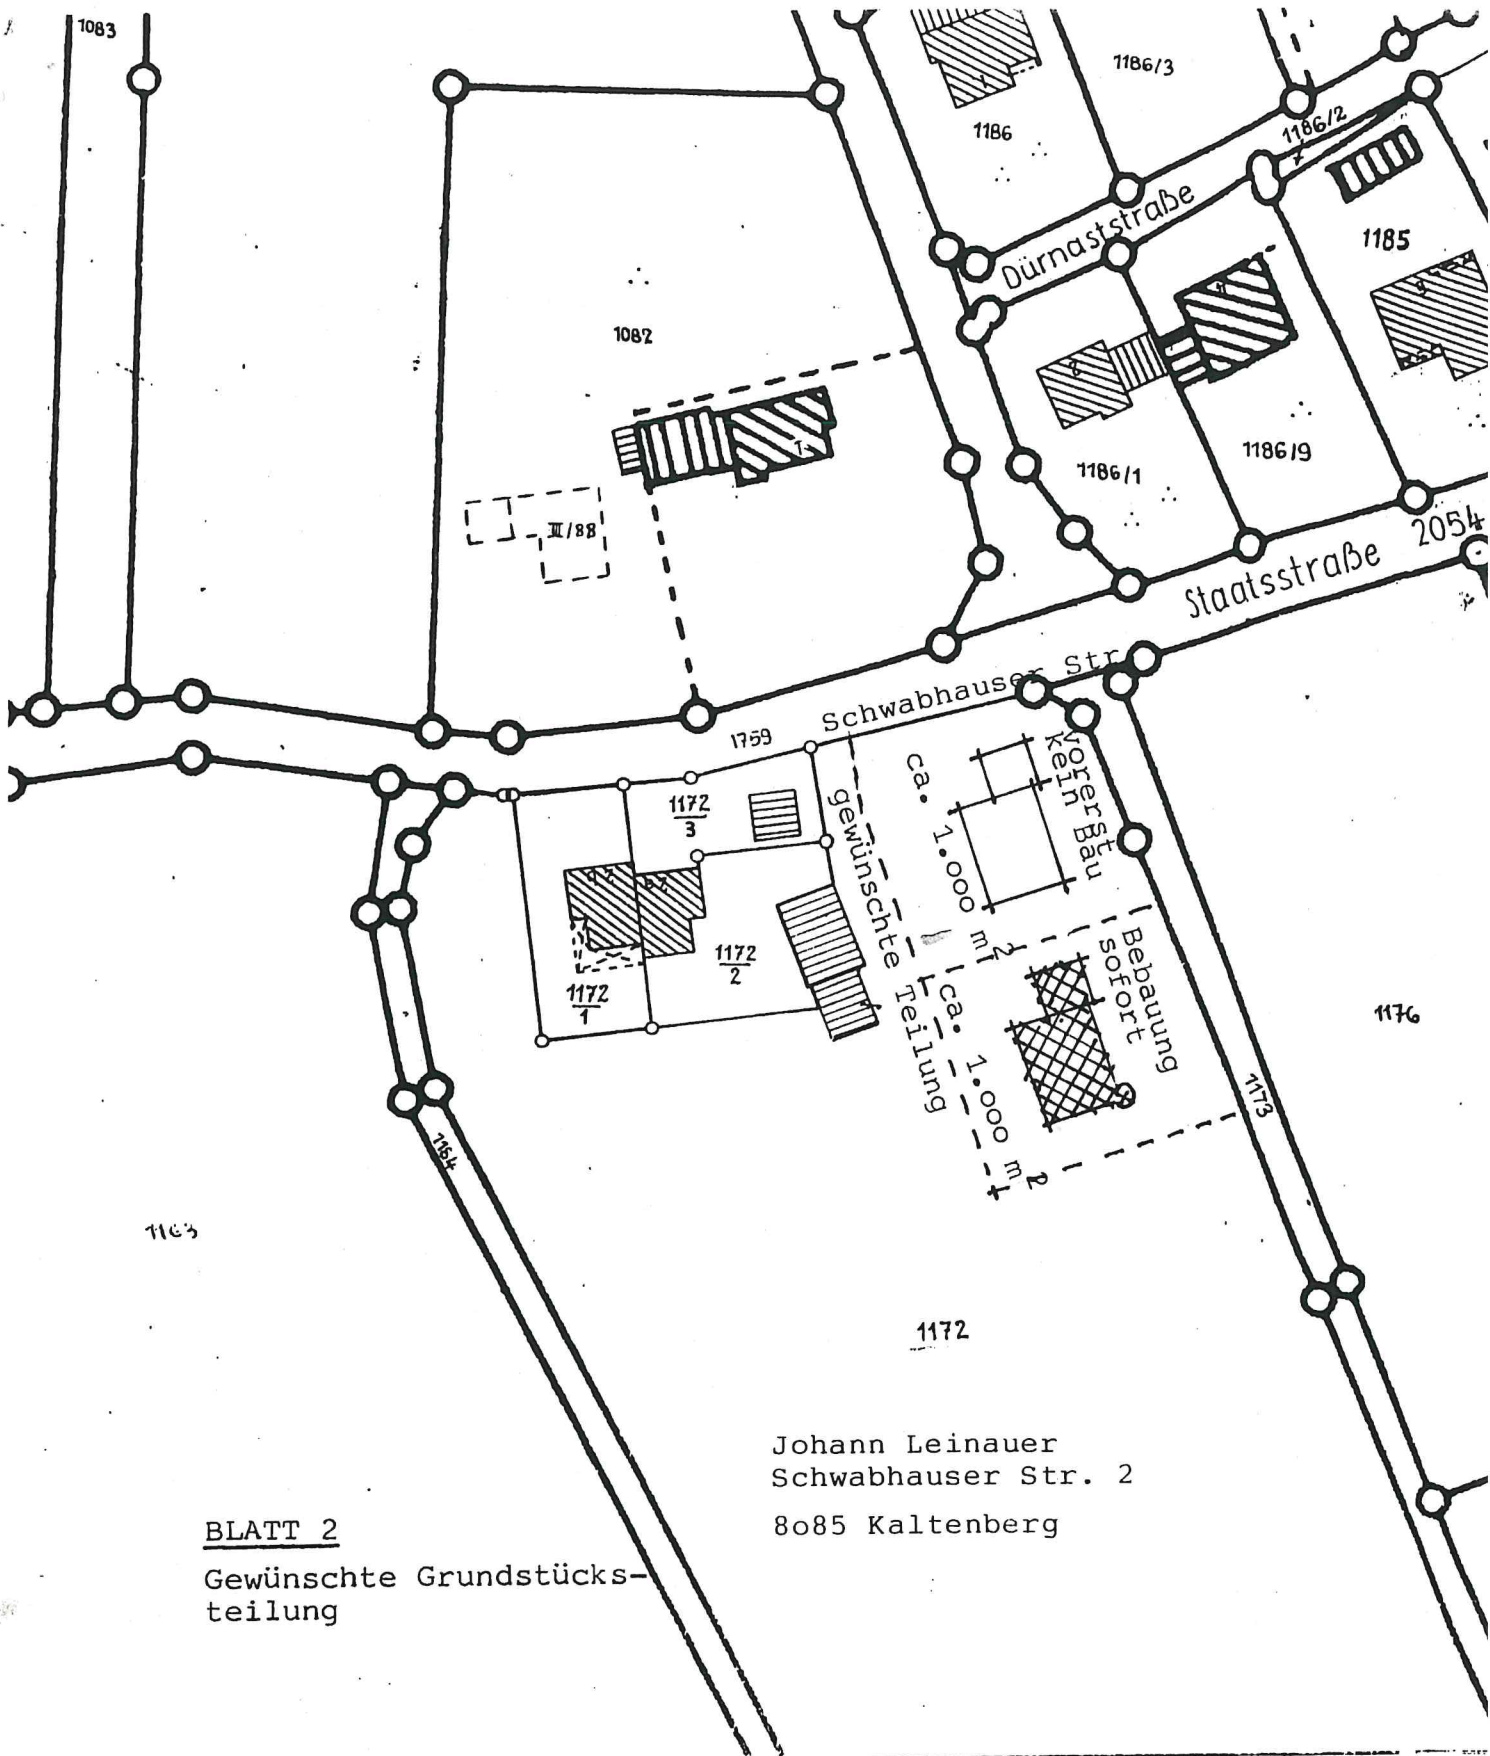 1083
1186/3
1186/2
1186
Dürnaststraße
1185
1082
1186/9
1186/1
III/88
2054
Staatsstraße
Schwabhauser Str.
1759
vorerst
kein Bau
ca. 1.000 m2
gewünschte Teilung
1172
3
1172
2
1172
1
Bebauung
sofort
ca. 1.000 m2
1176
1173
1164
1163
1172
Johann Leinauer
Schwabhauser Str. 2
8o85 Kaltenberg
BLATT 2
Gewünschte Grundstücks-
teilung